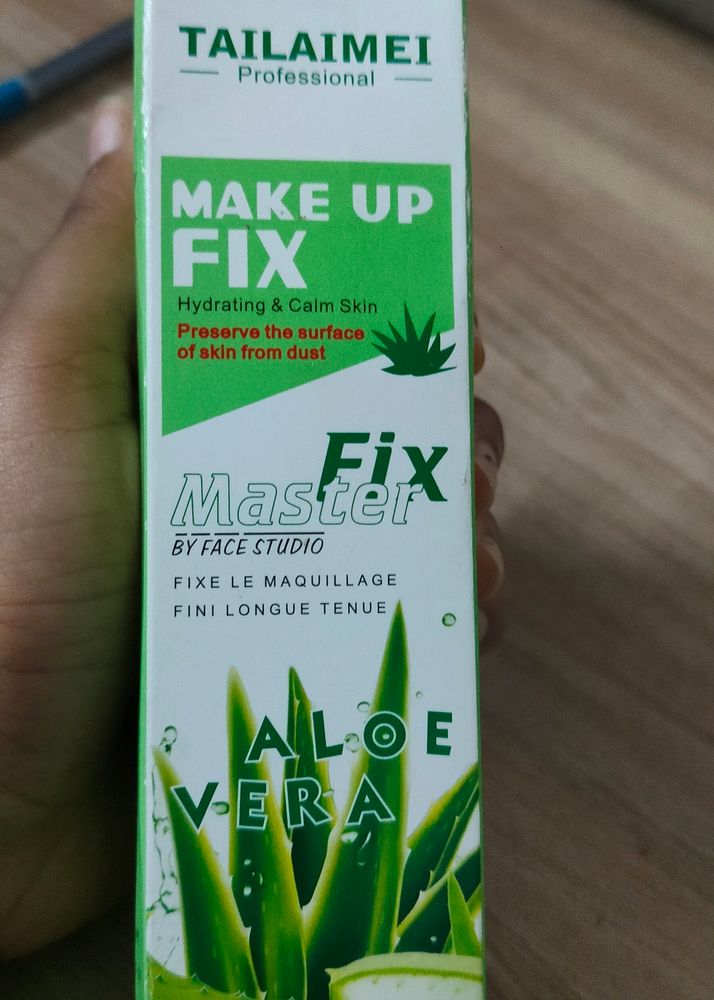 TAILAIMEI
Professional
MAKE UP
FIX
Hydrating & Calm Skin
Preserve the surface
of skin from dust
Fix
Master
BY FACE STUDIO
FIXE LE MAQUILLAGE
FINI LONGUE TENUE
ALOE
VERA